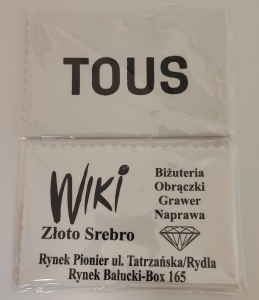 TOUS
WIKI
Złoto Srebro
Biżuteria
Obrączki
Grawer
Naprawa
Rynek Pionier ul. Tatrzańska/Rydla
Rynek Bałucki-Box 165